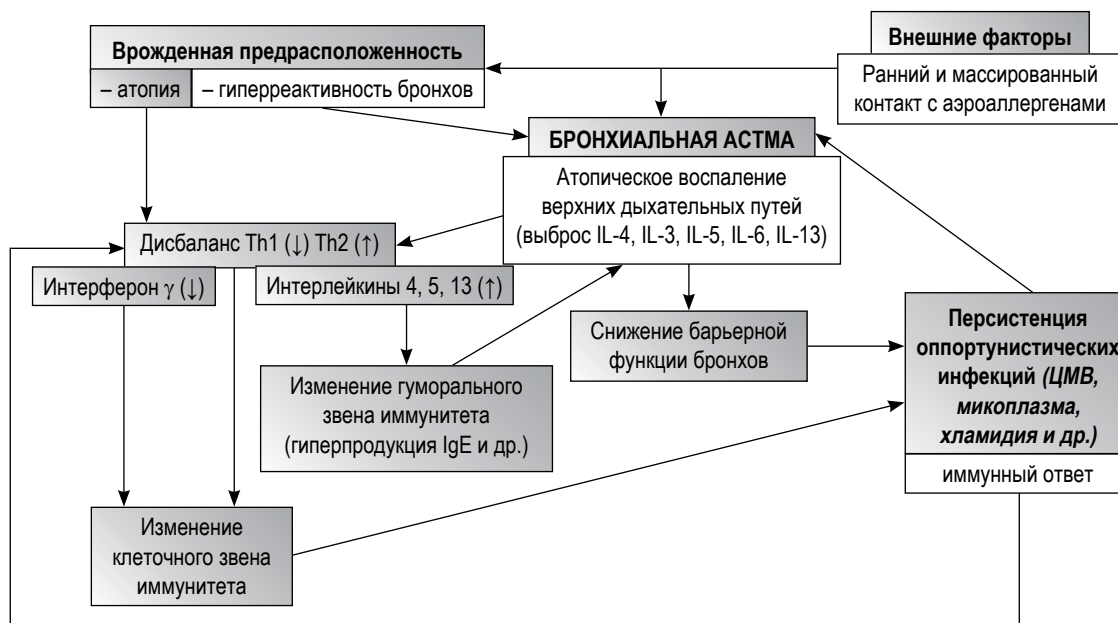 Врожденная предрасположенность
– атопия
– гиперреактивность бронхов
Внешние факторы
Ранний и массированный
контакт с аэроаллергенами
БРОНХИАЛЬНАЯ АСТМА
Атопическое воспаление
верхних дыхательных путей
(выброс IL-4, IL-3, IL-5, IL-6, IL-13)
Дисбаланс Th1 (↓) Th2 (↑)
Интерферон γ (↓)
Интерлейкины 4, 5, 13 (↑)
Снижение барьерной
функции бронхов
Персистенция
оппортунистических
инфекций (ЦМВ,
микоплазма,
хламидия и др.)
иммунный ответ
Изменение гуморального
звена иммунитета
(гиперпродукция IgE и др.)
Изменение
клеточного звена
иммунитета